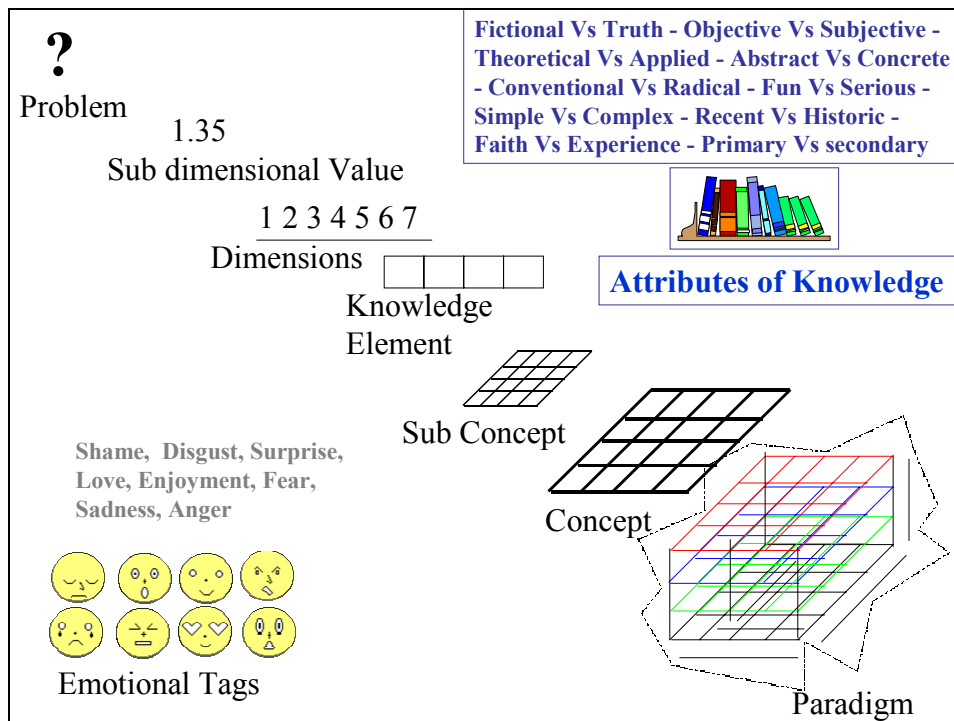 ?
Problem
1.35
Sub dimensional Value
1 2 3 4 5 6 7
Dimensions
Knowledge
Element
Sub Concept
Concept
Paradigm
Fictional Vs Truth - Objective Vs Subjective -
Theoretical Vs Applied - Abstract Vs Concrete
- Conventional Vs Radical - Fun Vs Serious -
Simple Vs Complex - Recent Vs Historic -
Faith Vs Experience - Primary Vs secondary
Attributes of Knowledge
Shame, Disgust, Surprise,
Love, Enjoyment, Fear,
Sadness, Anger
Emotional Tags